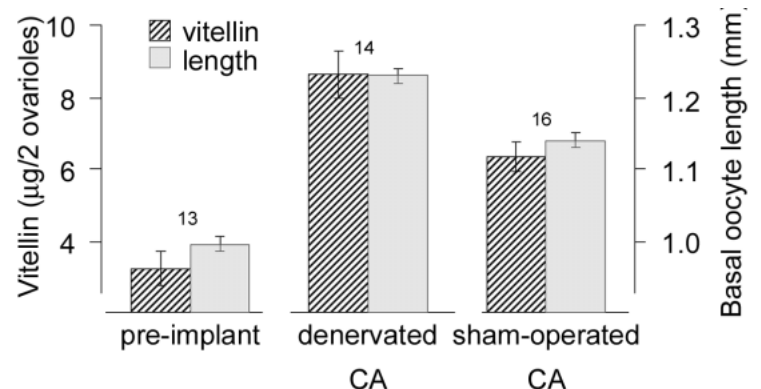 Vitellin (µg/2 ovarioles)
10
8
6
4
vitellin
length
13
14
16
1.3
1.2
1.1
1.0
Basal oocyte length (mm)
pre-implant
denervated
CA
sham-operated
CA